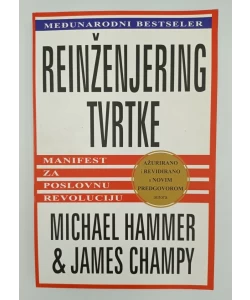 MEĐUNARODNI BESTSELER
REINŽENJERING
TVRTKE
MANIFEST
ZA
POSLOVNU
REVOLUCIJU
AŽURIRANO
I REVIDIRANO
S NOVIM
PREDGOVOROM
MICHAEL HAMMER
& JAMES CHAMPY